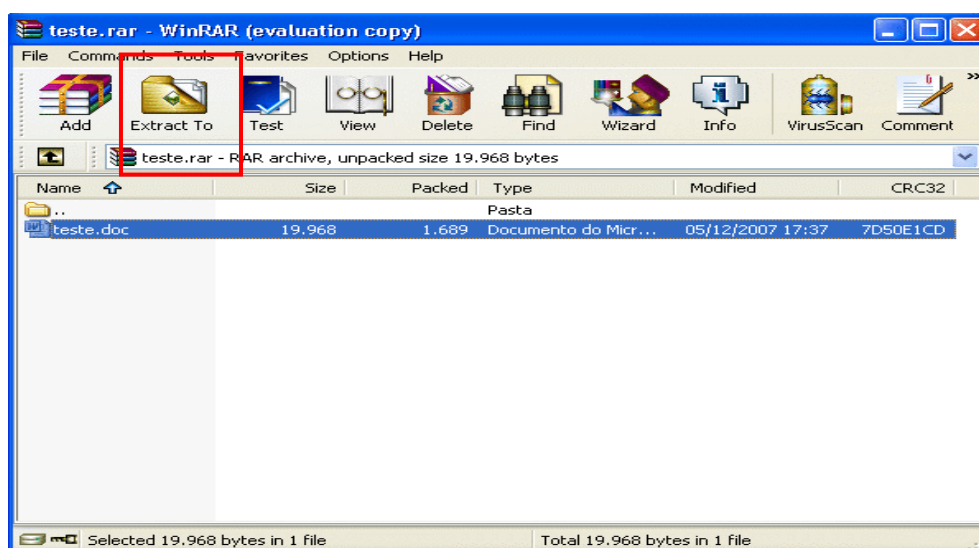 teste.rar - WinRAR (evaluation copy)
File Commands Tools Favorites Options Help
Add Extract To Test View Delete Find Wizard Info VirusScan Comment
teste.rar - RAR archive, unpacked size 19.968 bytes
Name Size Packed Type Modified CRC32
.. Pasta
teste.doc 19.968 1.689 Documento do Micr... 05/12/2007 17:37 7D50E1CD
Selected 19.968 bytes in 1 file Total 19.968 bytes in 1 file